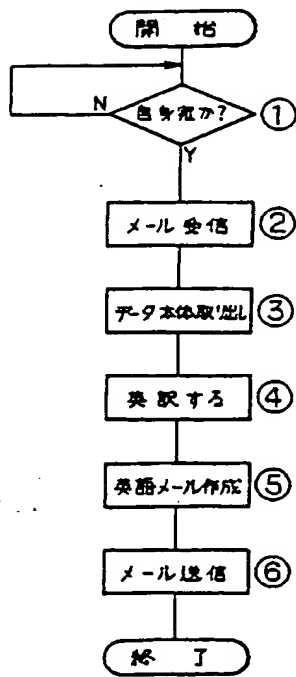 開始
自身宛か? ①
N
Y
メール受信 ②
データ本体取り出し ③
英訳する ④
英語メール作成 ⑤
メール送信 ⑥
終了